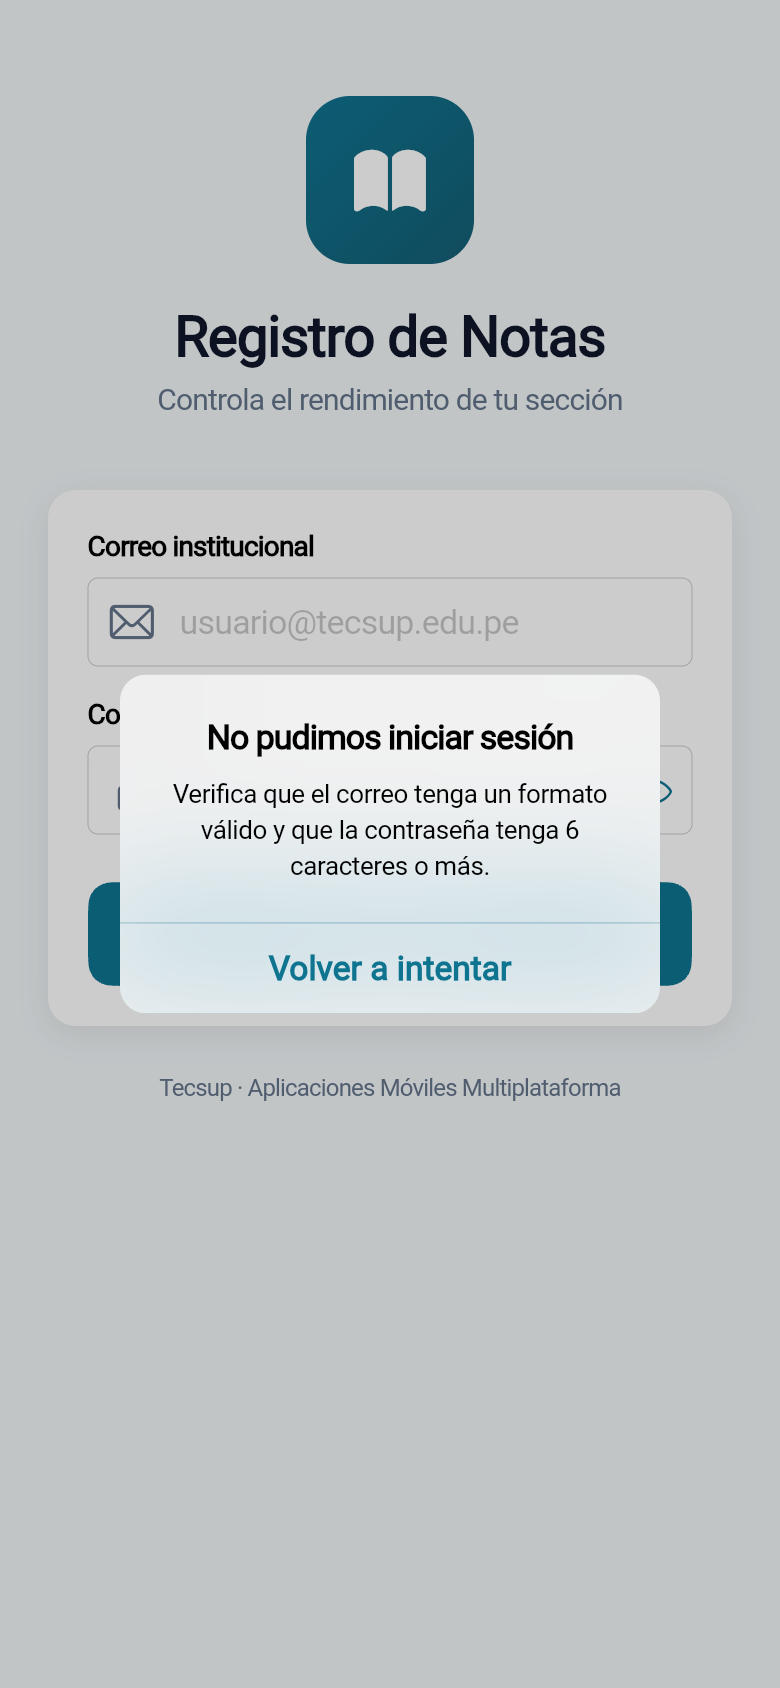 Registro de Notas
Controla el rendimiento de tu sección
Correo institucional
usuario@tecsup.edu.pe
No pudimos iniciar sesión
Verifica que el correo tenga un formato
válido y que la contraseña tenga 6
caracteres o más.
Volver a intentar
Tecsup · Aplicaciones Móviles Multiplataforma